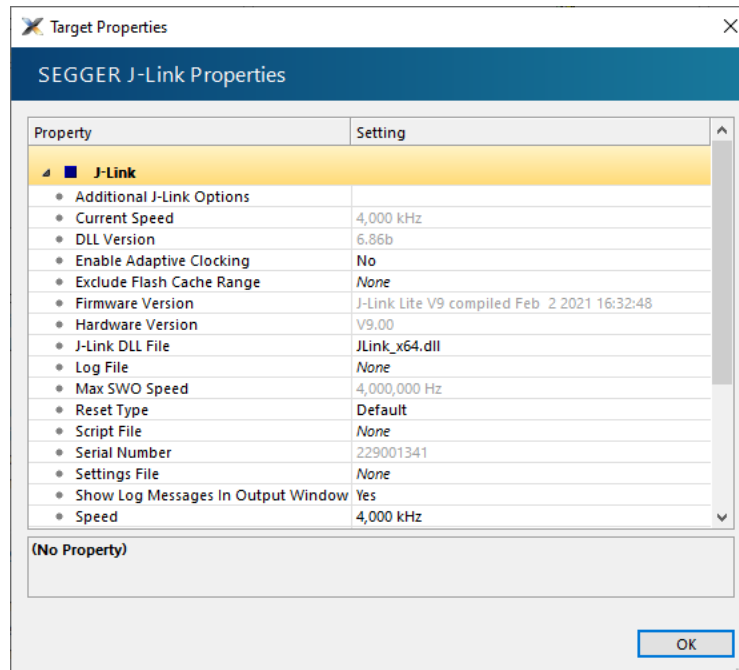 Target Properties
SEGGER J-Link Properties
Property Setting
J-Link
Additional J-Link Options
Current Speed 4,000 kHz
DLL Version 6.86b
Enable Adaptive Clocking No
Exclude Flash Cache Range None
Firmware Version J-Link Lite V9 compiled Feb  2 2021 16:32:48
Hardware Version V9.00
J-Link DLL File JLink_x64.dll
Log File None
Max SWO Speed 4,000,000 Hz
Reset Type Default
Script File None
Serial Number 229001341
Settings File None
Show Log Messages In Output Window Yes
Speed 4,000 kHz
(No Property)
OK